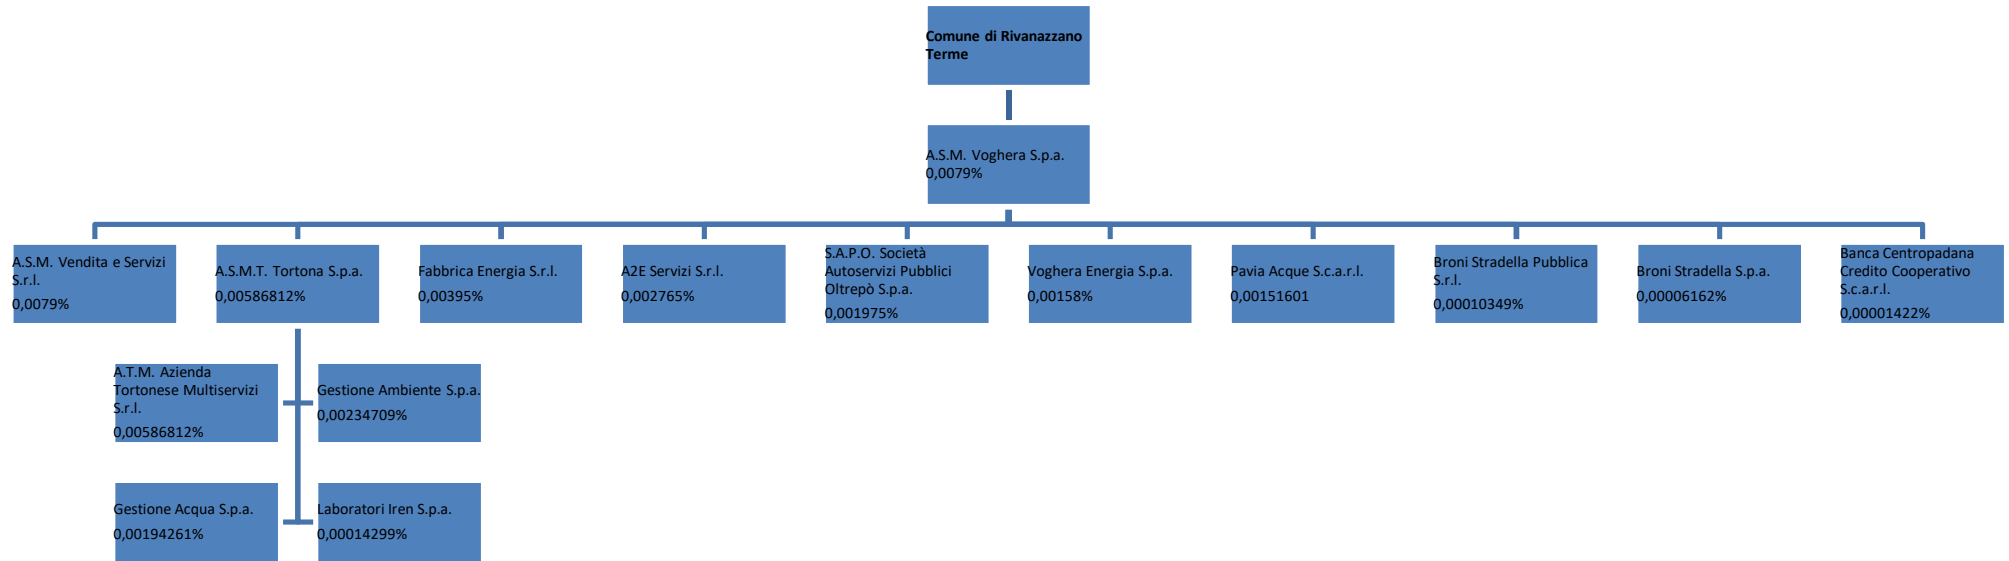 Comune di Rivanazzano
Terme
A.S.M. Voghera S.p.a.
0,0079%
A.S.M. Vendita e Servizi
S.r.l.
0,0079%
A.S.M.T. Tortona S.p.a.
0,00586812%
Fabbrica Energia S.r.l.
0,00395%
A2E Servizi S.r.l.
0,002765%
S.A.P.O. Società
Autoservizi Pubblici
Oltrepò S.p.a.
0,001975%
Voghera Energia S.p.a.
0,00158%
Pavia Acque S.c.a.r.l.
0,00151601
Broni Stradella Pubblica
S.r.l.
0,00010349%
Broni Stradella S.p.a.
0,00006162%
Banca Centropadana
Credito Cooperativo
S.c.a.r.l.
0,00001422%
A.T.M. Azienda
Tortonese Multiservizi
S.r.l.
0,00586812%
Gestione Ambiente S.p.a.
0,00234709%
Gestione Acqua S.p.a.
0,00194261%
Laboratori Iren S.p.a.
0,00014299%